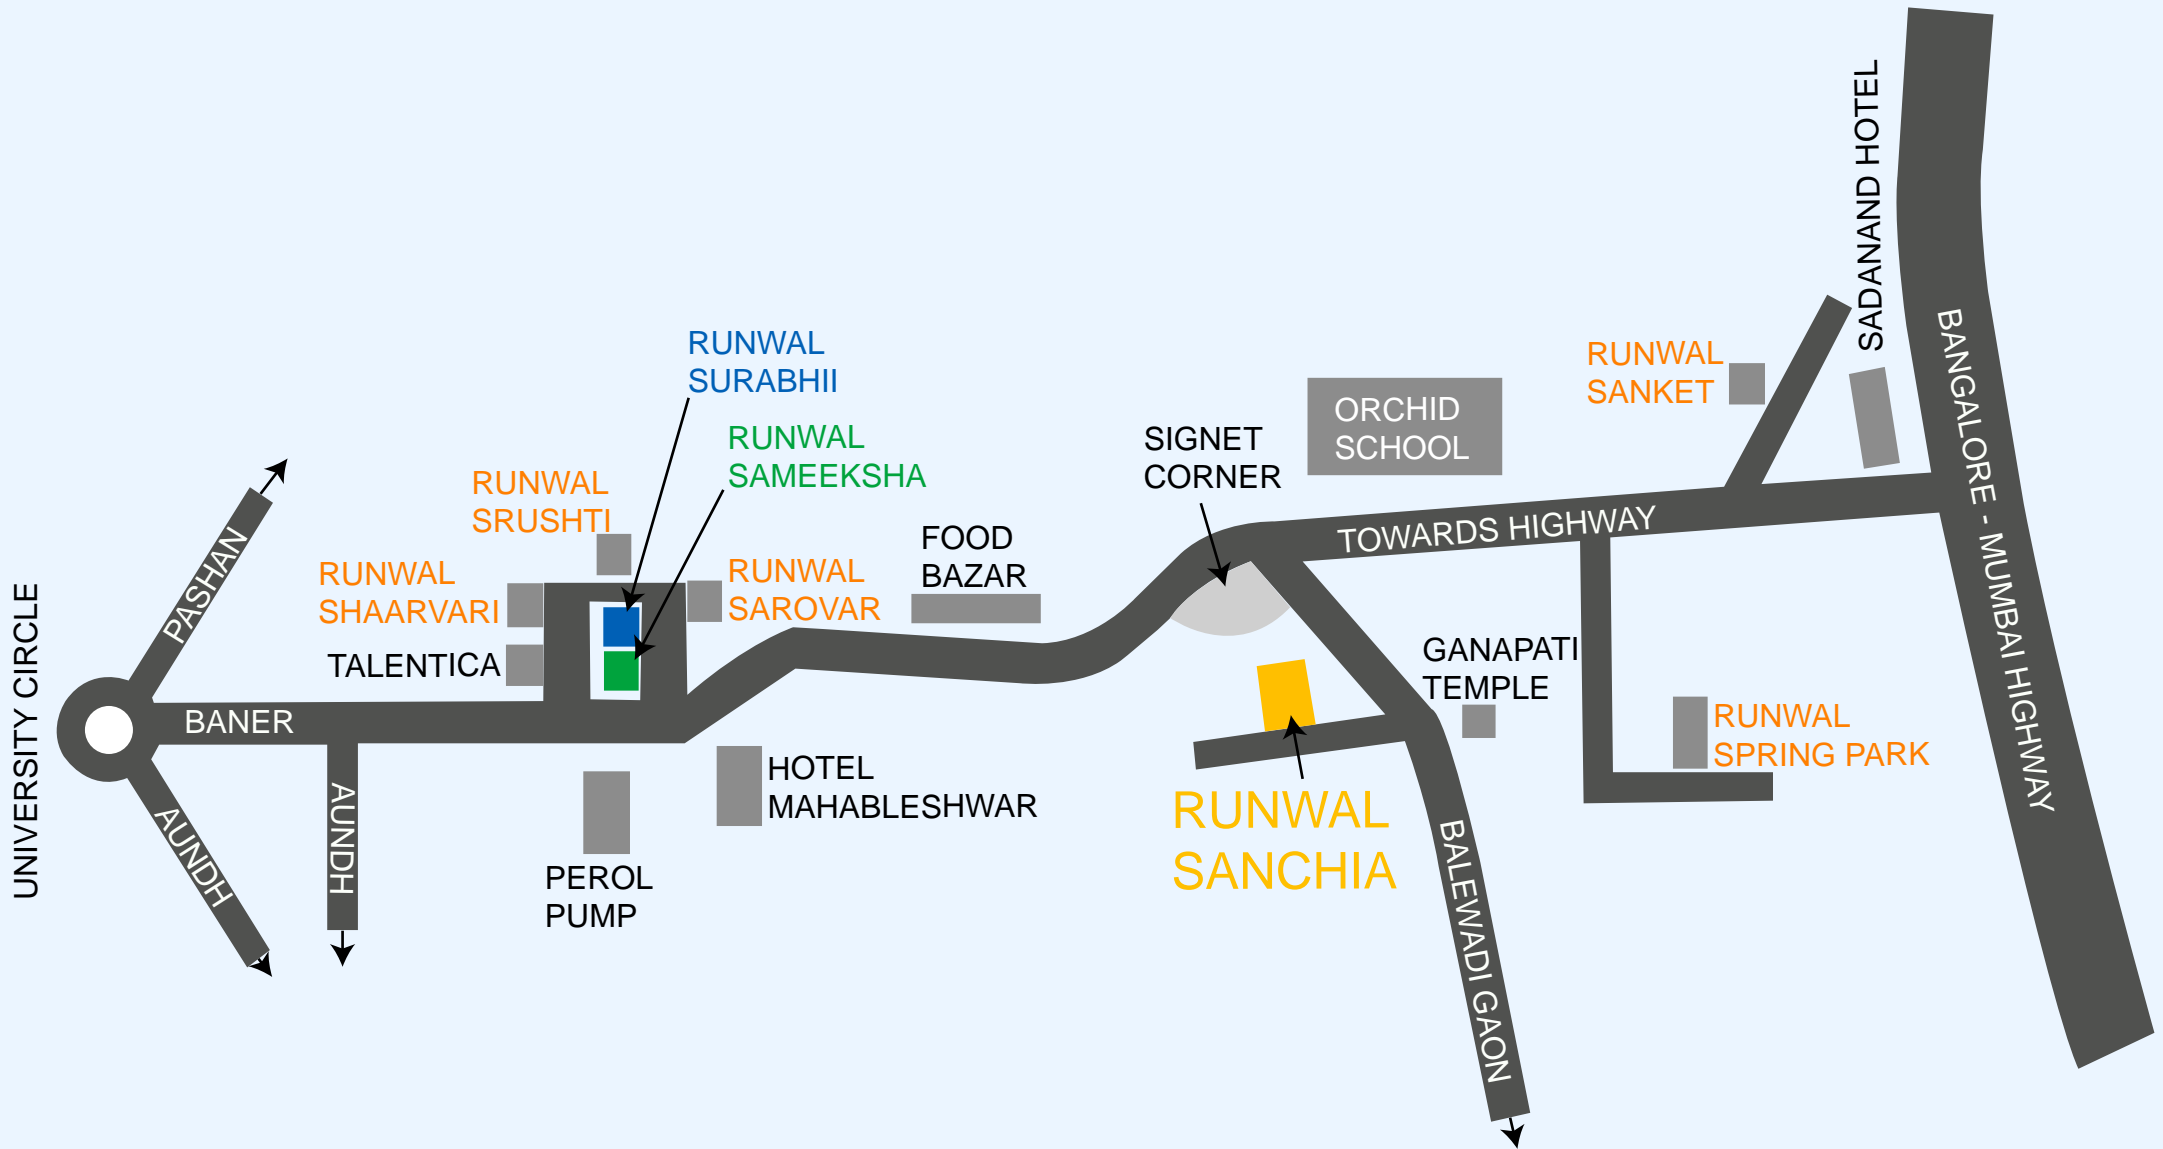 UNIVERSITY CIRCLE
PASHAN
BANER
AUNDH
AUNDH
RUNWAL
SHAARVARI
TALENTICA
RUNWAL
SRUSHTI
RUNWAL
SURABHII
RUNWAL
SAMEEKSHA
RUNWAL
SAROVAR
PEROL
PUMP
HOTEL
MAHABLESHWAR
FOOD
BAZAR
SIGNET
CORNER
ORCHID
SCHOOL
TOWARDS HIGHWAY
RUNWAL
SANCHIA
GANAPATI
TEMPLE
BALEWADI GAON
RUNWAL
SANKET
RUNWAL
SPRING PARK
SADANAND HOTEL
BANGALORE - MUMBAI HIGHWAY